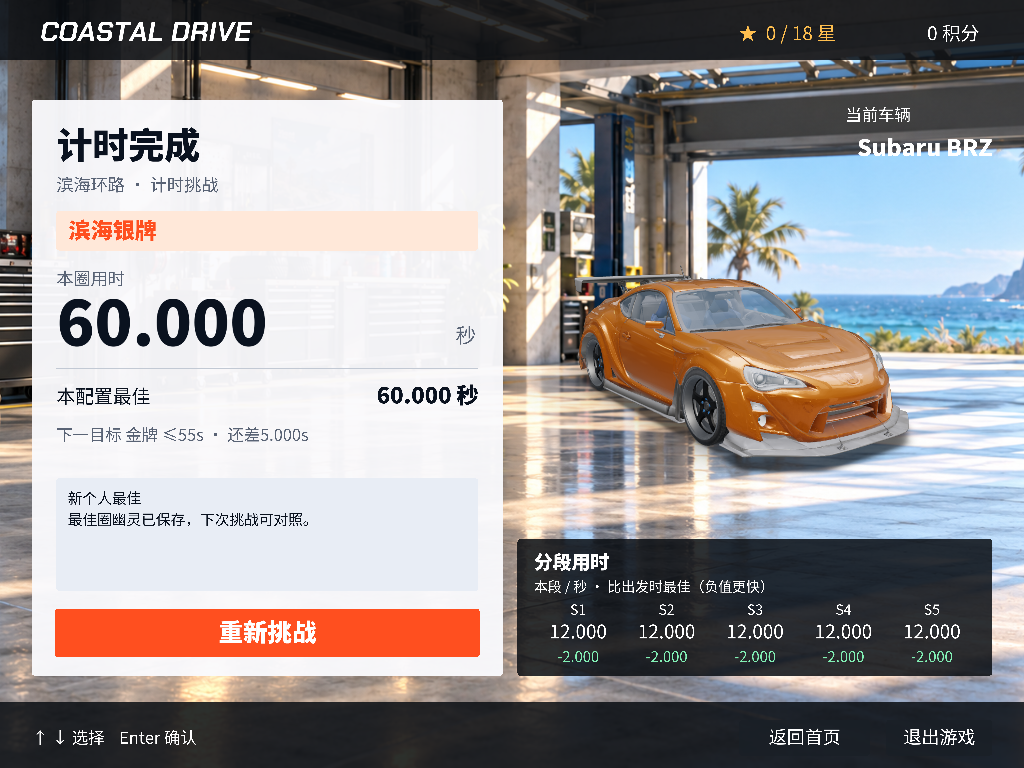 COASTAL DRIVE
★ 0 / 18 星
0 积分
当前车辆
Subaru BRZ
计时完成
滨海环路 · 计时挑战
滨海银牌
本圈用时
60.000 秒
本配置最佳 60.000 秒
下一目标 金牌 ≤55s · 还差5.000s
新个人最佳
最佳圈幽灵已保存，下次挑战可对照。
重新挑战
分段用时
本段 / 秒 · 比出发时最佳（负值更快）
S1 S2 S3 S4 S5
12.000 12.000 12.000 12.000 12.000
-2.000 -2.000 -2.000 -2.000 -2.000
↑ ↓ 选择 Enter 确认
返回首页
退出游戏